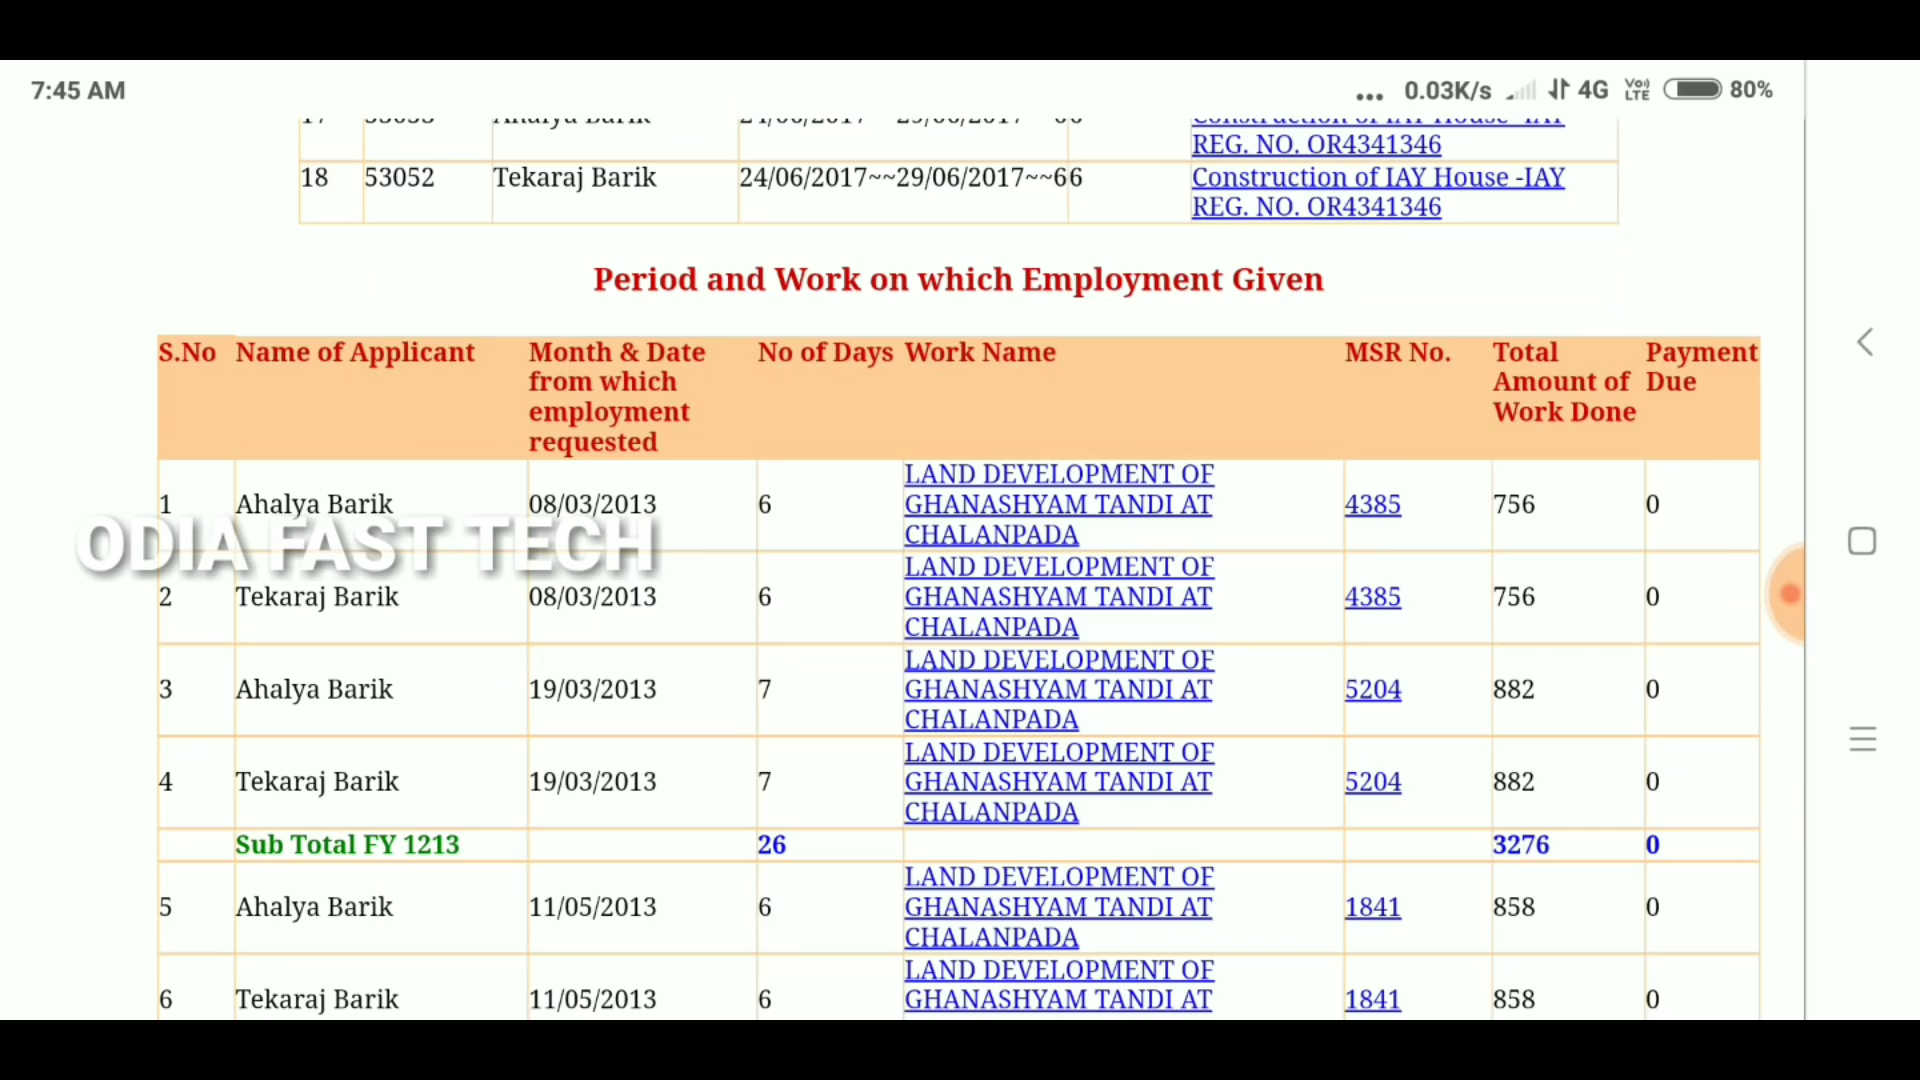 7:45 AM ... 0.03K/s 4G VoLTE 80%
REG. NO. OR4341346
18 53052 Tekaraj Barik 24/06/2017~~29/06/2017~~66 Construction of IAY House -IAY
REG. NO. OR4341346
Period and Work on which Employment Given
S.No Name of Applicant Month & Date No of Days Work Name MSR No. Total Payment
from which Amount of Due
employment Work Done
requested
LAND DEVELOPMENT OF
1 Ahalya Barik 08/03/2013 6 GHANASHYAM TANDI AT 4385 756 0
CHALANPADA
ODIA FAST TECH
LAND DEVELOPMENT OF
2 Tekaraj Barik 08/03/2013 6 GHANASHYAM TANDI AT 4385 756 0
CHALANPADA
LAND DEVELOPMENT OF
3 Ahalya Barik 19/03/2013 7 GHANASHYAM TANDI AT 5204 882 0
CHALANPADA
LAND DEVELOPMENT OF
4 Tekaraj Barik 19/03/2013 7 GHANASHYAM TANDI AT 5204 882 0
CHALANPADA
Sub Total FY 1213 26 3276 0
LAND DEVELOPMENT OF
5 Ahalya Barik 11/05/2013 6 GHANASHYAM TANDI AT 1841 858 0
CHALANPADA
LAND DEVELOPMENT OF
6 Tekaraj Barik 11/05/2013 6 GHANASHYAM TANDI AT 1841 858 0